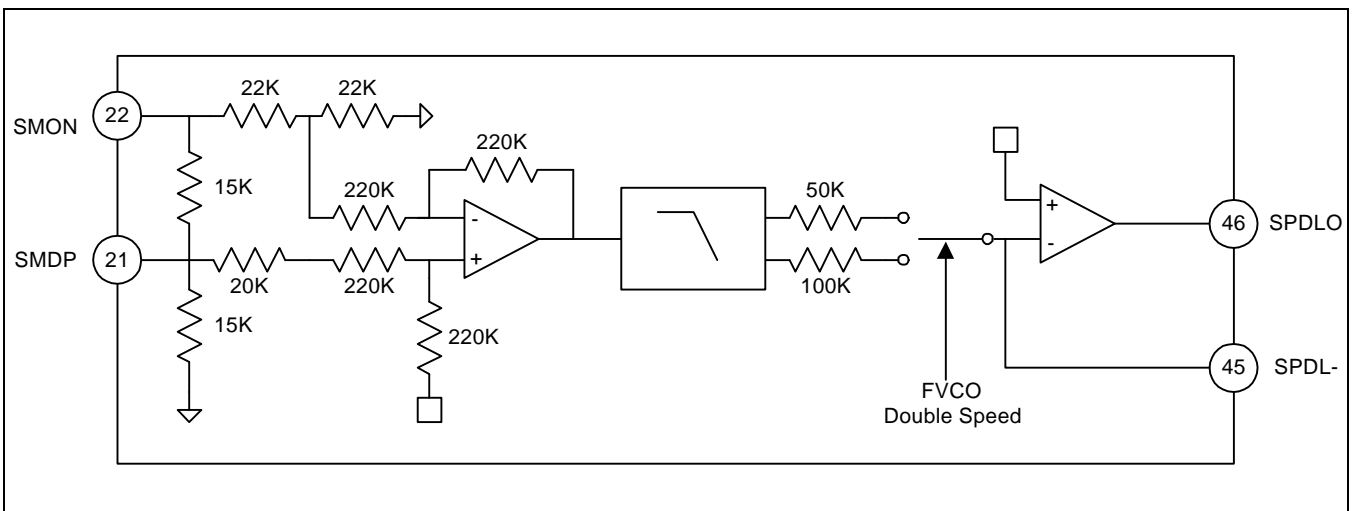 22K
22K
22
SMON
220K
15K
220K
50K
+
-
-
46
SPDLO
SMDP
21
+
20K
220K
100K
15K
220K
45
SPDL-
FVCO
Double Speed